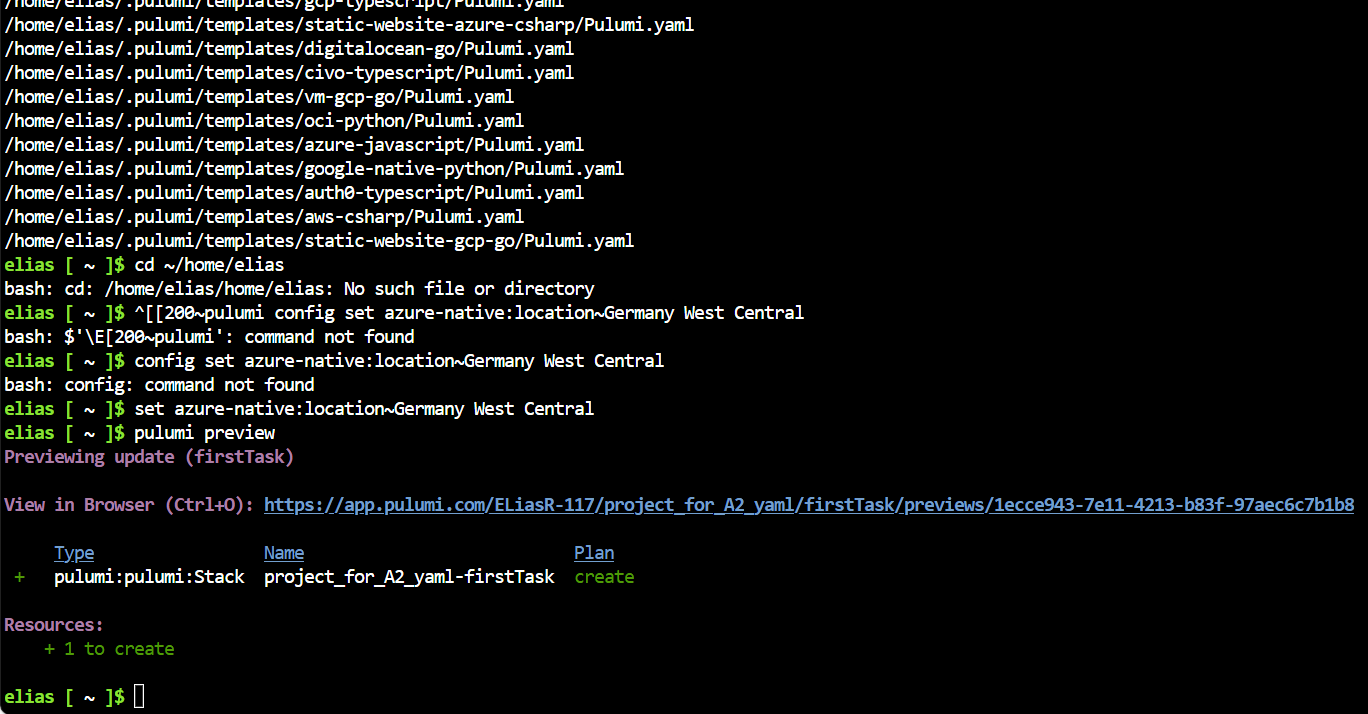 /home/elias/.pulumi/templates/gcp-typescript/Pulumi.yaml
/home/elias/.pulumi/templates/static-website-azure-csharp/Pulumi.yaml
/home/elias/.pulumi/templates/digitalocean-go/Pulumi.yaml
/home/elias/.pulumi/templates/civo-typescript/Pulumi.yaml
/home/elias/.pulumi/templates/vm-gcp-go/Pulumi.yaml
/home/elias/.pulumi/templates/oci-python/Pulumi.yaml
/home/elias/.pulumi/templates/azure-javascript/Pulumi.yaml
/home/elias/.pulumi/templates/google-native-python/Pulumi.yaml
/home/elias/.pulumi/templates/auth0-typescript/Pulumi.yaml
/home/elias/.pulumi/templates/aws-csharp/Pulumi.yaml
/home/elias/.pulumi/templates/static-website-gcp-go/Pulumi.yaml
elias [ ~ ]$ cd ~/home/elias
bash: cd: /home/elias/home/elias: No such file or directory
elias [ ~ ]$ ^[[200~pulumi config set azure-native:location~Germany West Central
bash: $'\E[200~pulumi': command not found
elias [ ~ ]$ config set azure-native:location~Germany West Central
bash: config: command not found
elias [ ~ ]$ set azure-native:location~Germany West Central
elias [ ~ ]$ pulumi preview
Previewing update (firstTask)
View in Browser (Ctrl+O): https://app.pulumi.com/ELiasR-117/project_for_A2_yaml/firstTask/previews/1ecce943-7e11-4213-b83f-97aec6c7b1b8
Type Name Plan
+ pulumi:pulumi:Stack project_for_A2_yaml-firstTask create
Resources:
+ 1 to create
elias [ ~ ]$